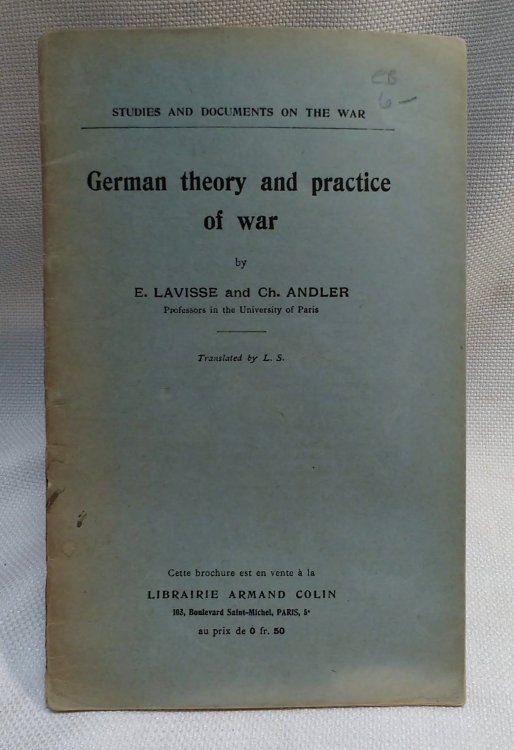 CB
6 —
STUDIES AND DOCUMENTS ON THE WAR
German theory and practice
of war
by
E. LAVISSE and Ch. ANDLER
Professors in the University of Paris
Translated by L. S.
Cette brochure est en vente à la
LIBRAIRIE ARMAND COLIN
103, Boulevard Saint-Michel, PARIS, 5e
au prix de 0 fr. 50